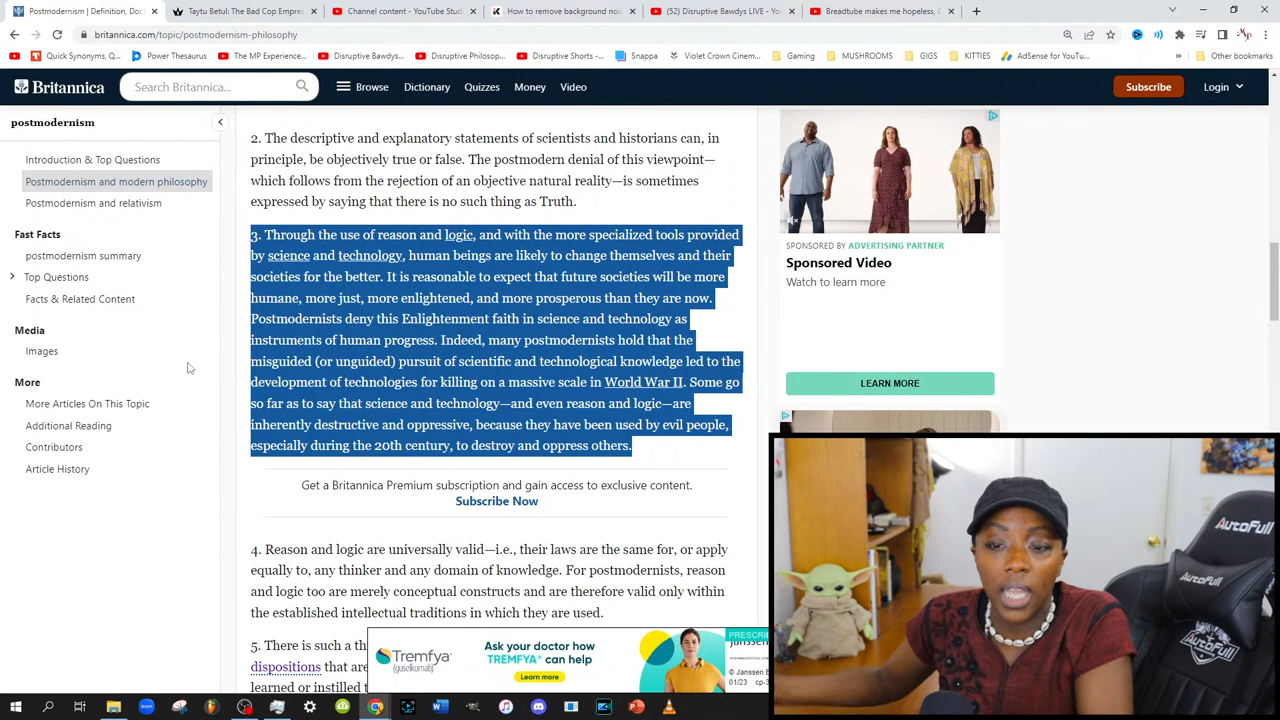 Postmodernism | Definition, Doct
Taytu Betul: The Bad Cop Empres
Channel content - YouTube Studi
How to remove background nois
(52) Disruptive Bawdys LIVE - Yo
Breadtube makes me hopeless, C
britannica.com/topic/postmodernism-philosophy
Quick Synonyms, Q...
Power Thesaurus
The MP Experience...
Disruptive Bawdys...
Disruptive Philosop...
Disruptive Shorts -...
Snappa
Violet Crown Cinem...
Gaming
MUSHROOMS
GIGS
KITTIES
AdSense for YouTu...
Other bookmarks
Britannica
Search Britannica...
Browse
Dictionary
Quizzes
Money
Video
Subscribe
Login
postmodernism
Introduction & Top Questions
Postmodernism and modern philosophy
Postmodernism and relativism
Fast Facts
postmodernism summary
Top Questions
Facts & Related Content
Media
Images
More
More Articles On This Topic
Additional Reading
Contributors
Article History
2. The descriptive and explanatory statements of scientists and historians can, in
principle, be objectively true or false. The postmodern denial of this viewpoint—
which follows from the rejection of an objective natural reality—is sometimes
expressed by saying that there is no such thing as Truth.
3. Through the use of reason and logic, and with the more specialized tools provided
by science and technology, human beings are likely to change themselves and their
societies for the better. It is reasonable to expect that future societies will be more
humane, more just, more enlightened, and more prosperous than they are now.
Postmodernists deny this Enlightenment faith in science and technology as
instruments of human progress. Indeed, many postmodernists hold that the
misguided (or unguided) pursuit of scientific and technological knowledge led to the
development of technologies for killing on a massive scale in World War II. Some go
so far as to say that science and technology—and even reason and logic—are
inherently destructive and oppressive, because they have been used by evil people,
especially during the 20th century, to destroy and oppress others.
Get a Britannica Premium subscription and gain access to exclusive content.
Subscribe Now
4. Reason and logic are universally valid—i.e., their laws are the same for, or apply
equally to, any thinker and any domain of knowledge. For postmodernists, reason
and logic too are merely conceptual constructs and are therefore valid only within
the established intellectual traditions in which they are used.
5. There is such a th
dispositions that are
learned or instilled t
SPONSORED BY ADVERTISING PARTNER
Sponsored Video
Watch to learn more
LEARN MORE
Tremfya
(guselkumab)
Ask your doctor how
TREMFYA® can help
Learn more
PRESCRI
Janssen
© Janssen B
01/23 cp-3
AUTOFULL
AutoFull